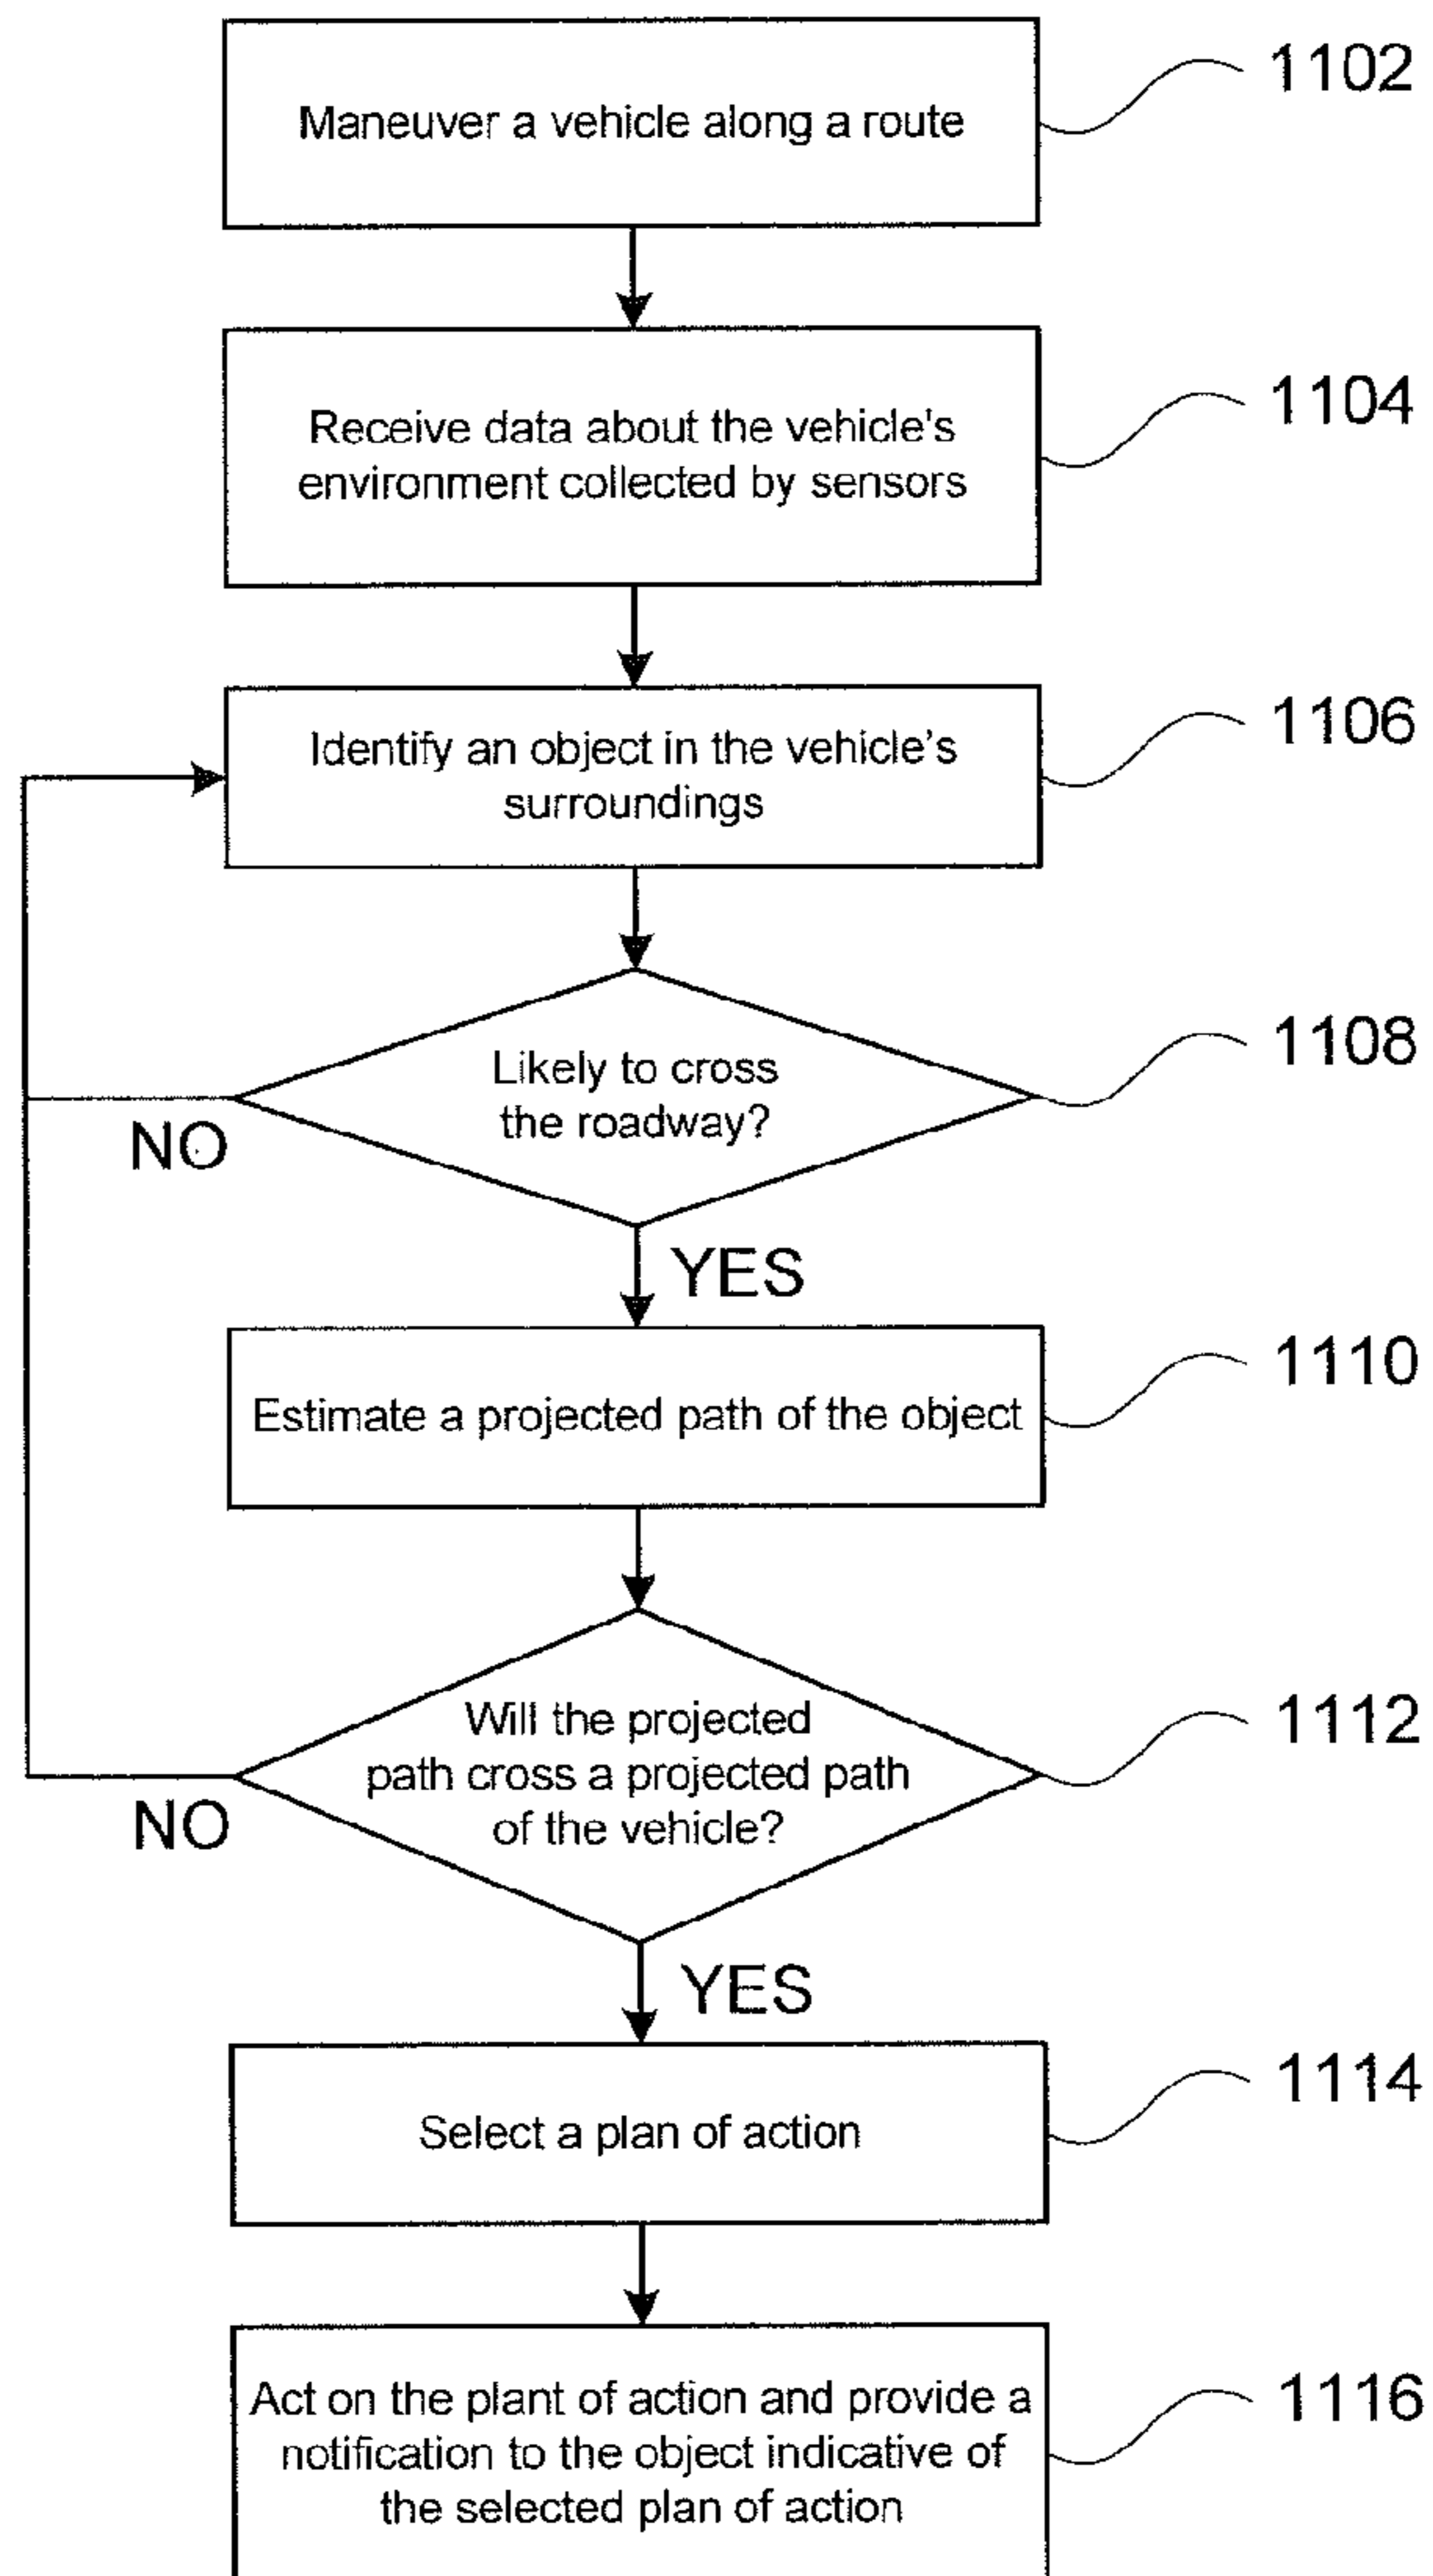 Maneuver a vehicle along a route
1102
Receive data about the vehicle's
environment collected by sensors
1104
Identify an object in the vehicle's
surroundings
1106
Likely to cross
the roadway?
1108
NO
YES
Estimate a projected path of the object
1110
Will the projected
path cross a projected path
of the vehicle?
1112
NO
YES
Select a plan of action
1114
Act on the plant of action and provide a
notification to the object indicative of
the selected plan of action
1116